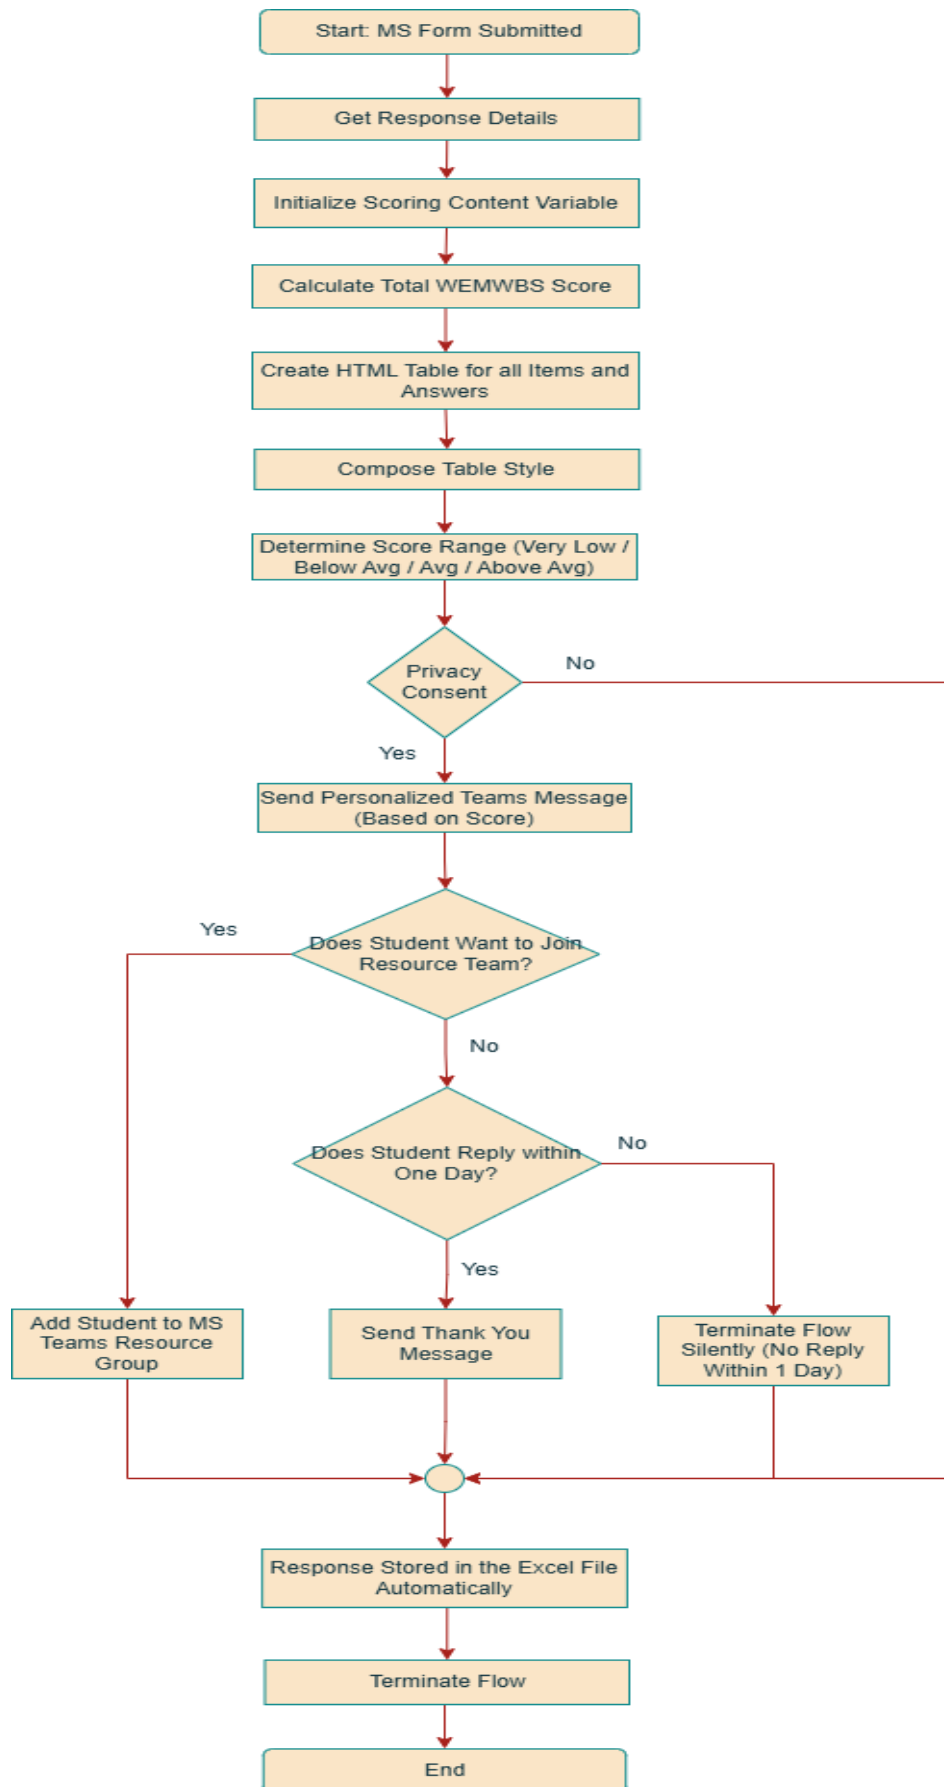 Start: MS Form Submitted
Get Response Details
Initialize Scoring Content Variable
Calculate Total WEMWBS Score
Create HTML Table for all Items and
Answers
Compose Table Style
Determine Score Range (Very Low /
Below Avg / Avg / Above Avg)
Privacy
Consent
No
Yes
Send Personalized Teams Message
(Based on Score)
Yes
Does Student Want to Join
Resource Team?
No
Does Student Reply within
One Day?
No
Yes
Add Student to MS
Teams Resource
Group
Send Thank You
Message
Terminate Flow
Silently (No Reply
Within 1 Day)
Response Stored in the Excel File
Automatically
Terminate Flow
End